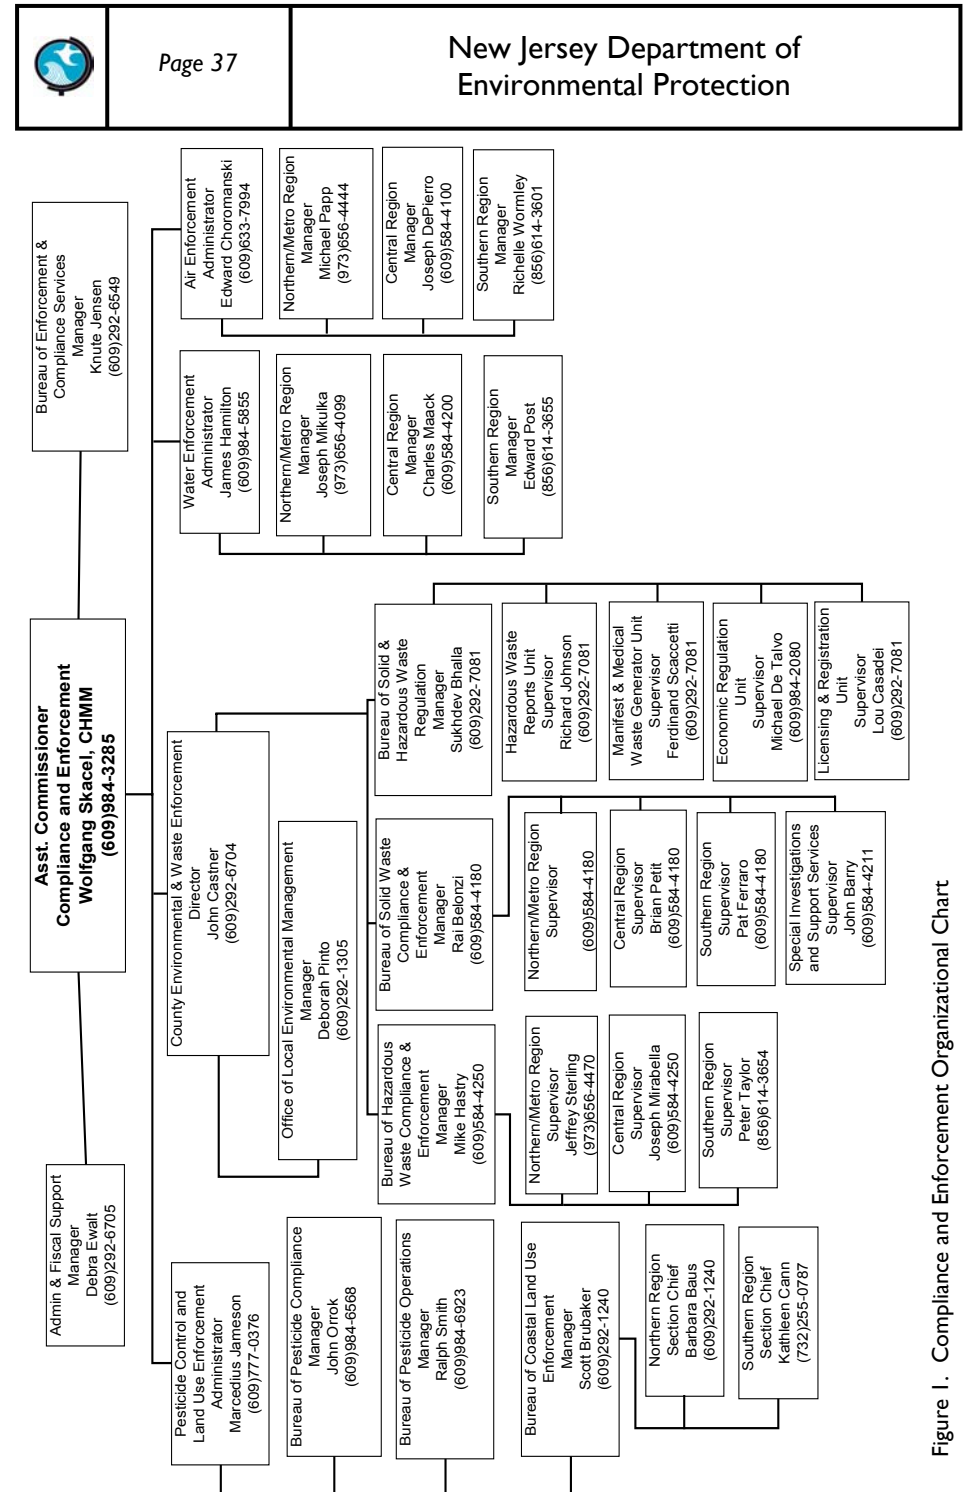 Page 37
New Jersey Department of
Environmental Protection
Asst. Commissioner
Compliance and Enforcement
Wolfgang Skacel, CHMM
(609)984-3285
Admin & Fiscal Support
Manager
Debra Ewalt
(609)292-6705
Bureau of Enforcement &
Compliance Services
Manager
Knute Jensen
(609)292-6549
Pesticide Control and
Land Use Enforcement
Administrator
Marcedius Jameson
(609)777-0376
Bureau of Pesticide Compliance
Manager
John Orrok
(609)984-6568
Bureau of Pesticide Operations
Manager
Ralph Smith
(609)984-6923
Bureau of Coastal Land Use
Enforcement
Manager
Scott Brubaker
(609)292-1240
Northern Region
Section Chief
Barbara Baus
(609)292-1240
Southern Region
Section Chief
Kathleen Cann
(732)255-0787
County Environmental & Waste Enforcement
Director
John Castner
(609)292-6704
Office of Local Environmental Management
Manager
Deborah Pinto
(609)292-1305
Bureau of Hazardous
Waste Compliance &
Enforcement
Manager
Mike Hastry
(609)584-4250
Northern/Metro Region
Supervisor
Jeffrey Sterling
(973)656-4470
Central Region
Supervisor
Joseph Mirabella
(609)584-4250
Southern Region
Supervisor
Peter Taylor
(856)614-3654
Bureau of Solid Waste
Compliance &
Enforcement
Manager
Rai Belonzi
(609)584-4180
Northern/Metro Region
Supervisor
(609)584-4180
Central Region
Supervisor
Brian Petitt
(609)584-4180
Southern Region
Supervisor
Pat Ferraro
(609)584-4180
Special Investigations
and Support Services
Supervisor
John Barry
(609)584-4211
Bureau of Solid &
Hazardous Waste
Regulation
Manager
Sukhdev Bhalla
(609)292-7081
Hazardous Waste
Reports Unit
Supervisor
Richard Johnson
(609)292-7081
Manifest & Medical
Waste Generator Unit
Supervisor
Ferdinand Scaccetti
(609)292-7081
Economic Regulation
Unit
Supervisor
Michael De Talvo
(609)984-2080
Licensing & Registration
Unit
Supervisor
Lou Casadei
(609)292-7081
Water Enforcement
Administrator
James Hamilton
(609)984-5855
Northern/Metro Region
Manager
Joseph Mikulka
(973)656-4099
Central Region
Manager
Charles Maack
(609)584-4200
Southern Region
Manager
Edward Post
(856)614-3655
Air Enforcement
Administrator
Edward Choromanski
(609)633-7994
Northern/Metro Region
Manager
Michael Papp
(973)656-4444
Central Region
Manager
Joseph DePierro
(609)584-4100
Southern Region
Manager
Richelle Wormley
(856)614-3601
Figure 1. Compliance and Enforcement Organizational Chart